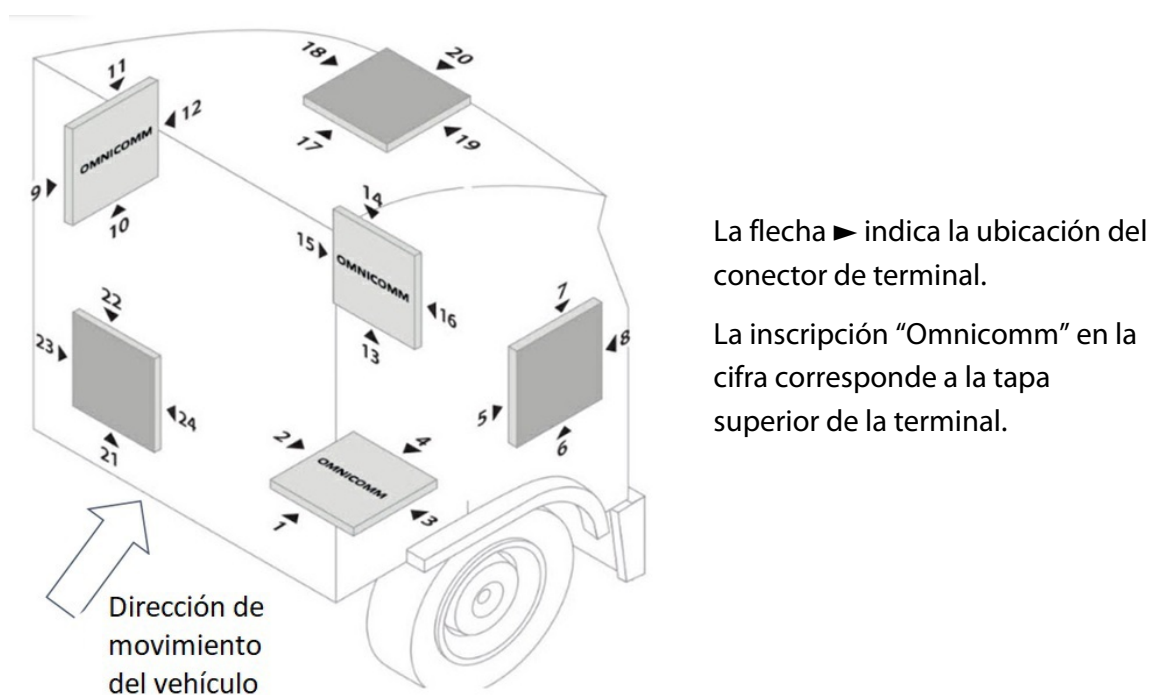 18
20
11
12
OMNICOMM
17
19
9
10
14
15
OMNICOMM
16
13
7
8
22
23
5
6
24
21
2
4
OMNICOMM
1
3
Dirección de
movimiento
del vehículo
La flecha ► indica la ubicación del
conector de terminal.
La inscripción “Omnicomm” en la
cifra corresponde a la tapa
superior de la terminal.